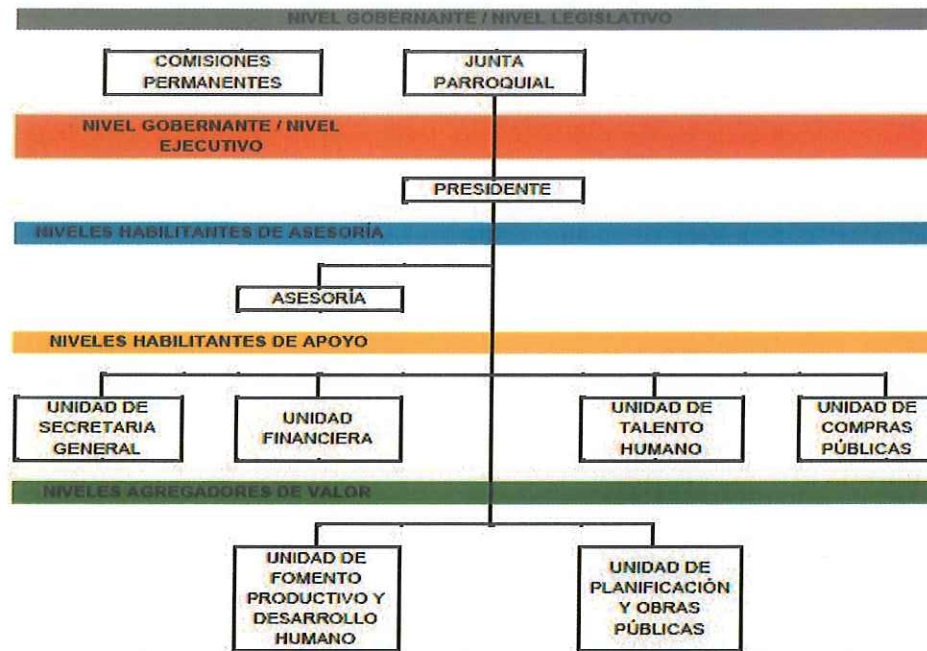 NIVEL GOBERNANTE / NIVEL LEGISLATIVO
COMISIONES
PERMANENTES
JUNTA
PARROQUIAL
NIVEL GOBERNANTE / NIVEL
EJECUTIVO
PRESIDENTE
NIVELES HABILITANTES DE ASESORÍA
ASESORÍA
NIVELES HABILITANTES DE APOYO
UNIDAD DE
SECRETARIA
GENERAL
UNIDAD
FINANCIERA
UNIDAD DE
TALENTO
HUMANO
UNIDAD DE
COMPRAS
PÚBLICAS
NIVELES AGREGADORES DE VALOR
UNIDAD DE
FOMENTO
PRODUCTIVO Y
DESARROLLO
HUMANO
UNIDAD DE
PLANIFICACIÓN
Y OBRAS
PÚBLICAS